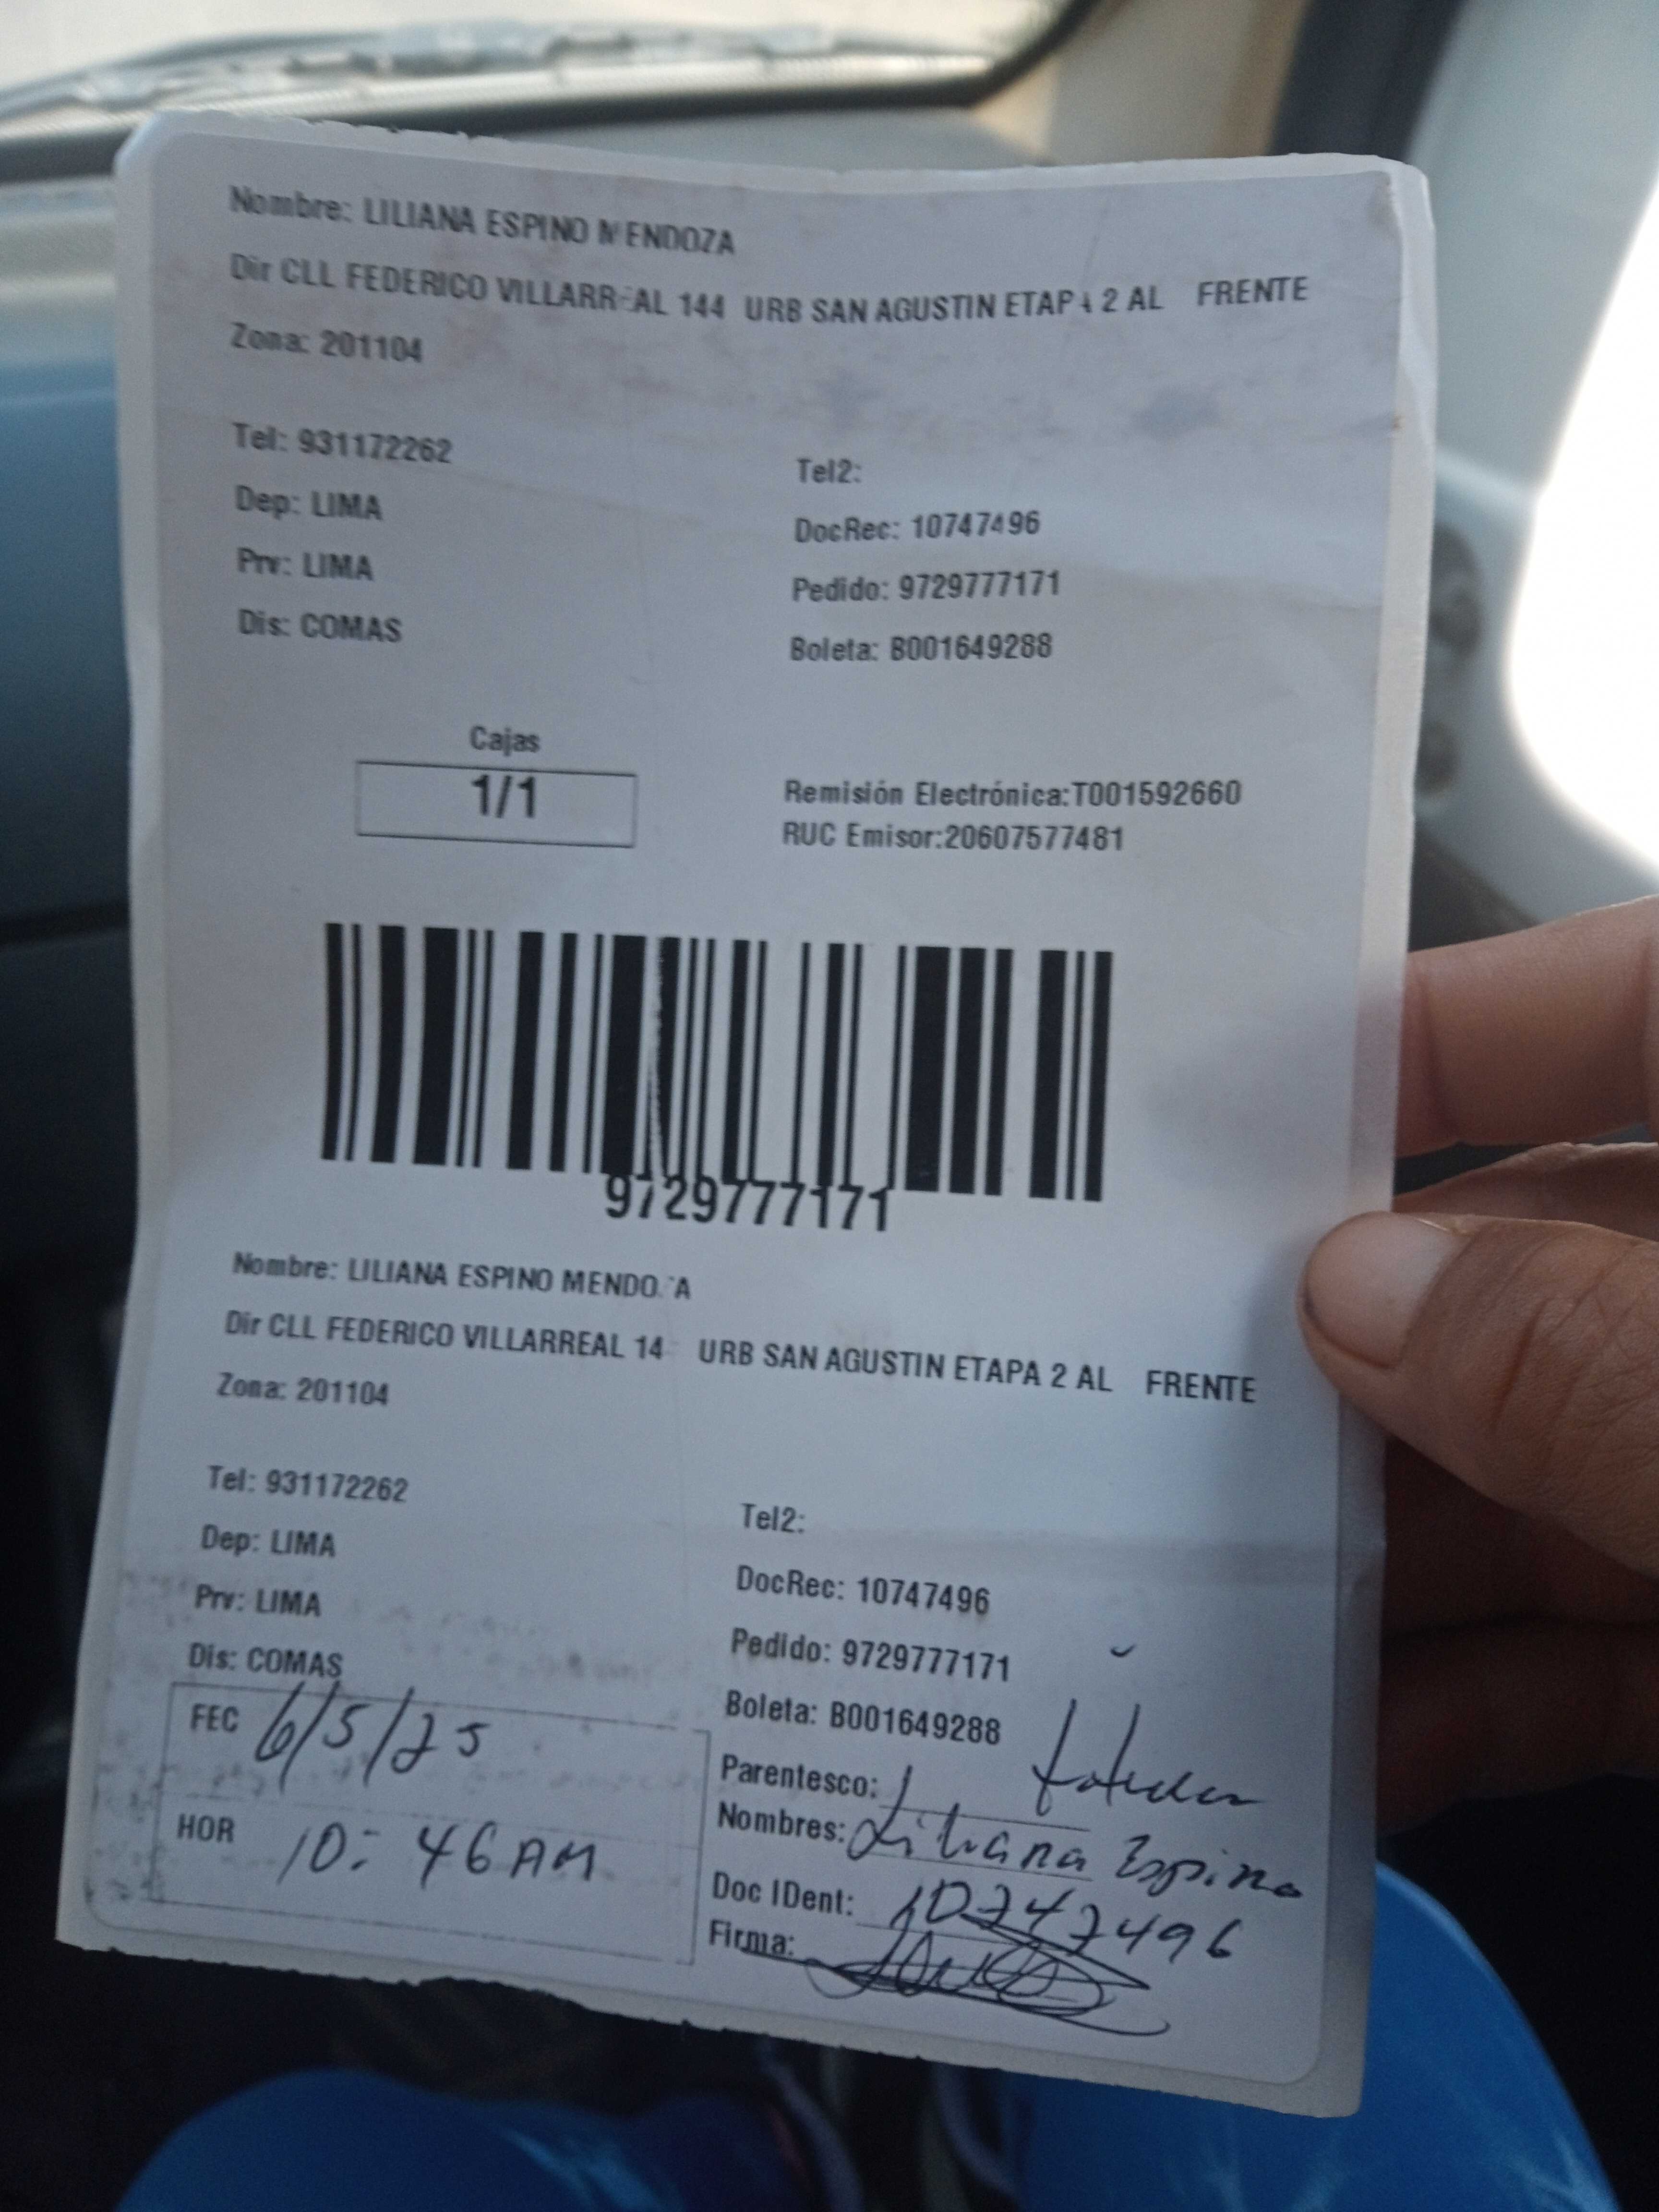 Nombre: LILIANA ESPINO MENDOZA
Dir CLL FEDERICO VILLARREAL 144 URB SAN AGUSTIN ETAPA 2 AL FRENTE
Zona: 201104
Tel: 931172262
Tel2:
Dep: LIMA
DocRec: 10747496
Prv: LIMA
Pedido: 9729777171
Dis: COMAS
Boleta: B001649288
Cajas
1/1
Remisión Electrónica:T001592660
RUC Emisor:20607577481
9729777171
Nombre: LILIANA ESPINO MENDO A
Dir CLL FEDERICO VILLARREAL 14 URB SAN AGUSTIN ETAPA 2 AL FRENTE
Zona: 201104
Tel: 931172262
Tel2:
Dep: LIMA
DocRec: 10747496
Prv: LIMA
Pedido: 9729777171
Dis: COMAS
Boleta: B001649288
FEC 6/5/25
HOR 10:46 AM
Parentesco:
Nombres: Liliana Espino
Doc IDent: 10747496
Firma: